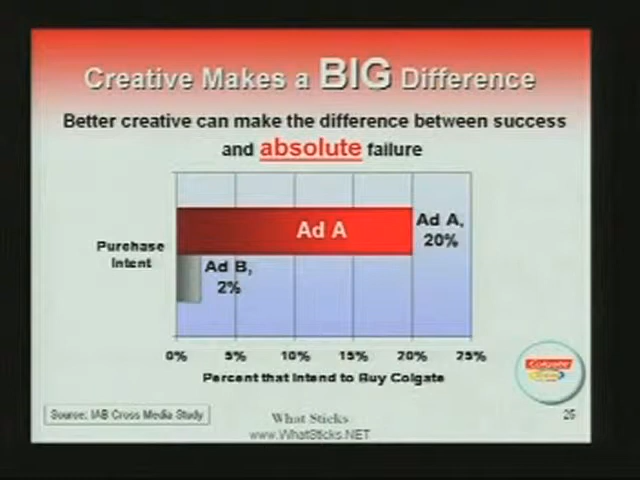 Creative Makes a BIG Difference
Better creative can make the difference between success
and absolute failure
Ad A
Ad A,
20%
Purchase
Intent
Ad B,
2%
0% 5% 10% 15% 20% 25%
Percent that Intend to Buy Colgate
Colgate
Source: IAB Cross Media Study
What Sticks
www.WhatSticks.NET
25